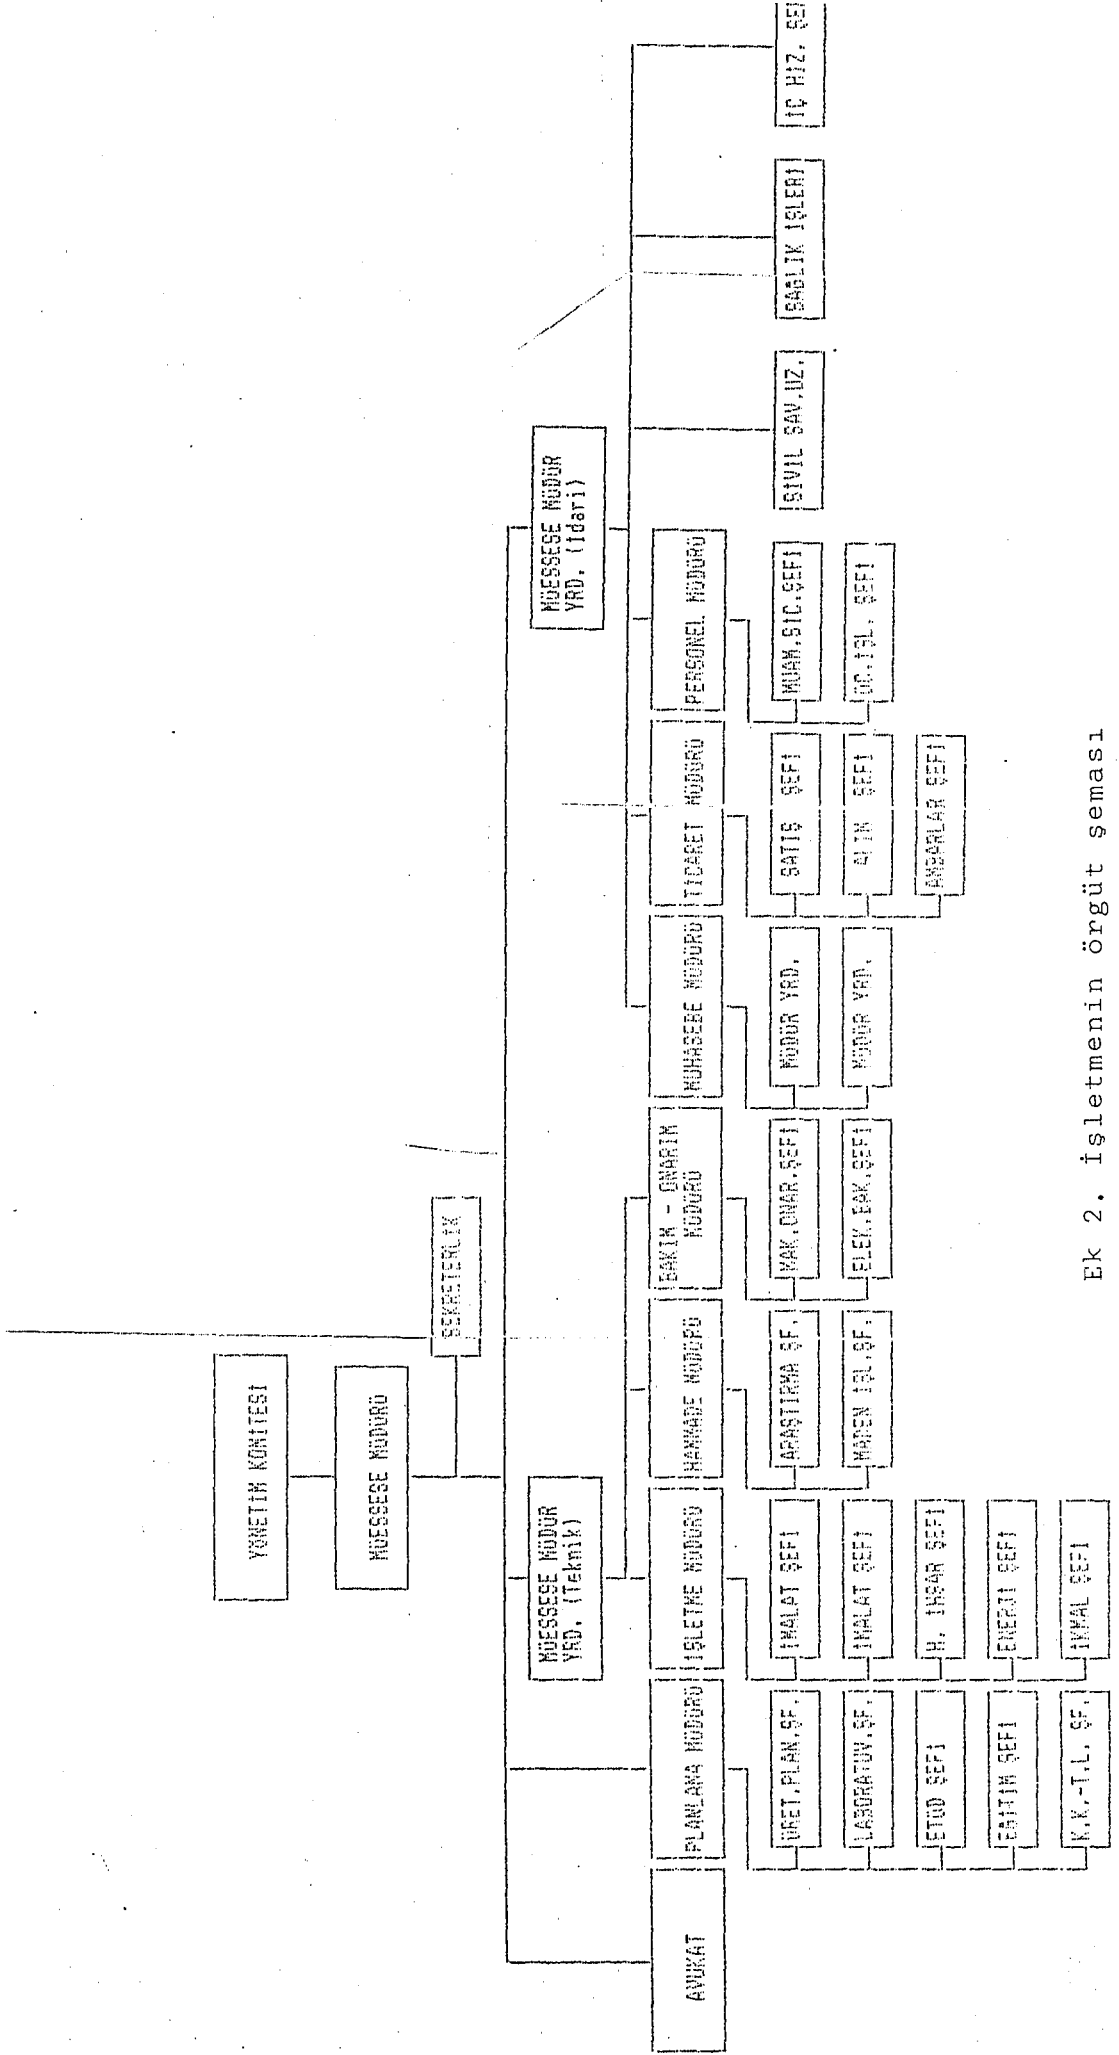 YÖNETİM KOMİTESİ
MÜESSESE MÜDÜRÜ
SEKRETERLİK
MÜESSESE MÜDÜR
YRD. (Teknik)
MÜESSESE MÜDÜR
YRD. (İdari)
AVUKAT
PLANLAMA MÜDÜRÜ
İŞLETME MÜDÜRÜ
HAMMADE MÜDÜRÜ
BAKIM - ONARIM
MÜDÜRÜ
MUHASEBE MÜDÜRÜ
TİCARET MÜDÜRÜ
PERSONEL MÜDÜRÜ
ÜRET.PLAN.ŞF.
LABORATUV.ŞF.
ETÜD ŞEFİ
EĞİTİM ŞEFİ
K.K.-T.L. ŞF.
İMALAT ŞEFİ
İMALAT ŞEFİ
H. İHZAR ŞEFİ
ENERJİ ŞEFİ
İKMAL ŞEFİ
ARAŞTIRMA ŞF.
MADEN İŞL.ŞF.
MAK.ONAR.ŞEFİ
ELEK.BAK.ŞEFİ
MÜDÜR YRD.
MÜDÜR YRD.
SATIŞ ŞEFİ
ALIM ŞEFİ
AMBARLAR ŞEFİ
MUAM.SİC.ŞEFİ
ÜC.İŞL. ŞEFİ
SİVİL SAV.UZ.
SAĞLIK İŞLERİ
İÇ HİZ. ŞEF
Ek 2. İşletmenin örgüt şeması